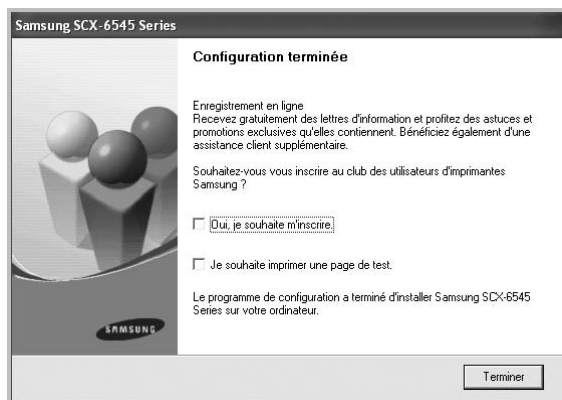 Samsung SCX-6545 Series
Configuration terminée
Enregistrement en ligne
Recevez gratuitement des lettres d'information et profitez des astuces et
promotions exclusives qu'elles contiennent. Bénéficiez également d'une
assistance client supplémentaire.
Souhaitez-vous vous inscrire au club des utilisateurs d'imprimantes
Samsung ?
Oui, je souhaite m'inscrire.
Je souhaite imprimer une page de test.
Le programme de configuration a terminé d'installer Samsung SCX-6545
Series sur votre ordinateur.
SAMSUNG
Terminer